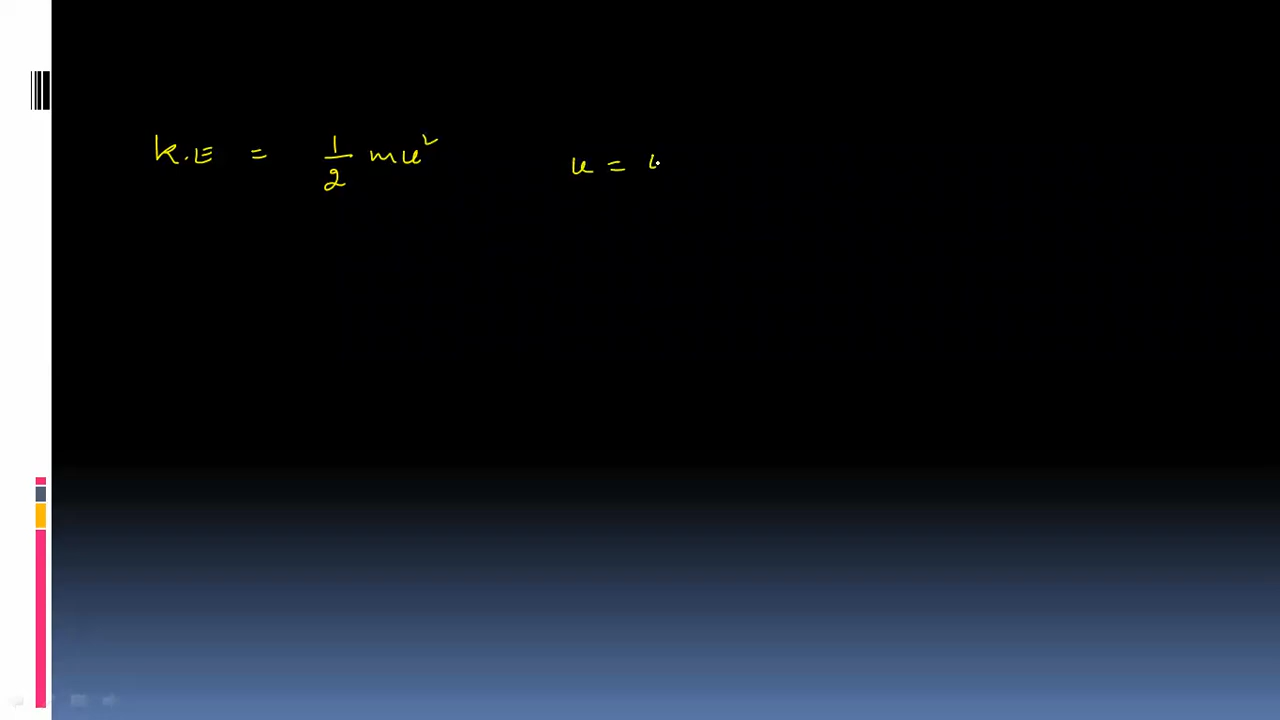 K.E = 1/2 mu² u =